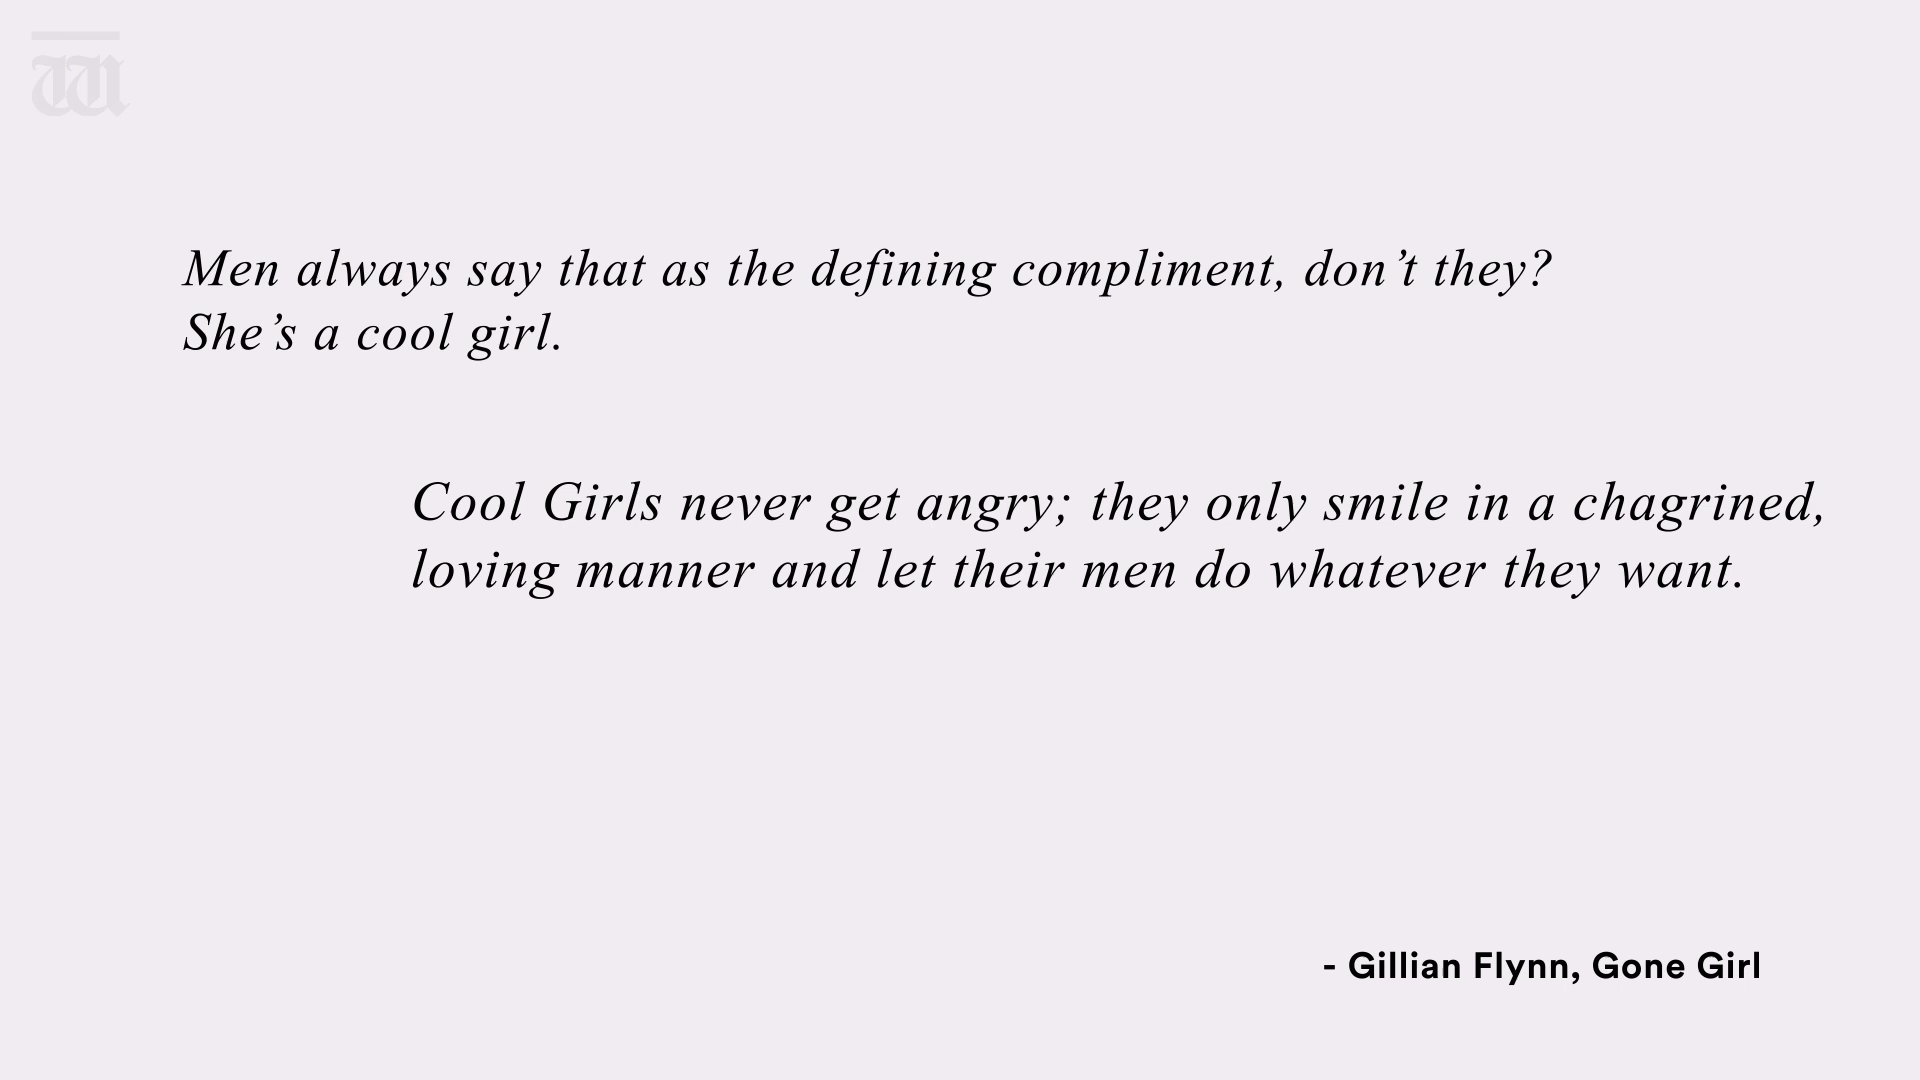 Men always say that as the defining compliment, don’t they?
She’s a cool girl.
Cool Girls never get angry; they only smile in a chagrined,
loving manner and let their men do whatever they want.
- Gillian Flynn, Gone Girl